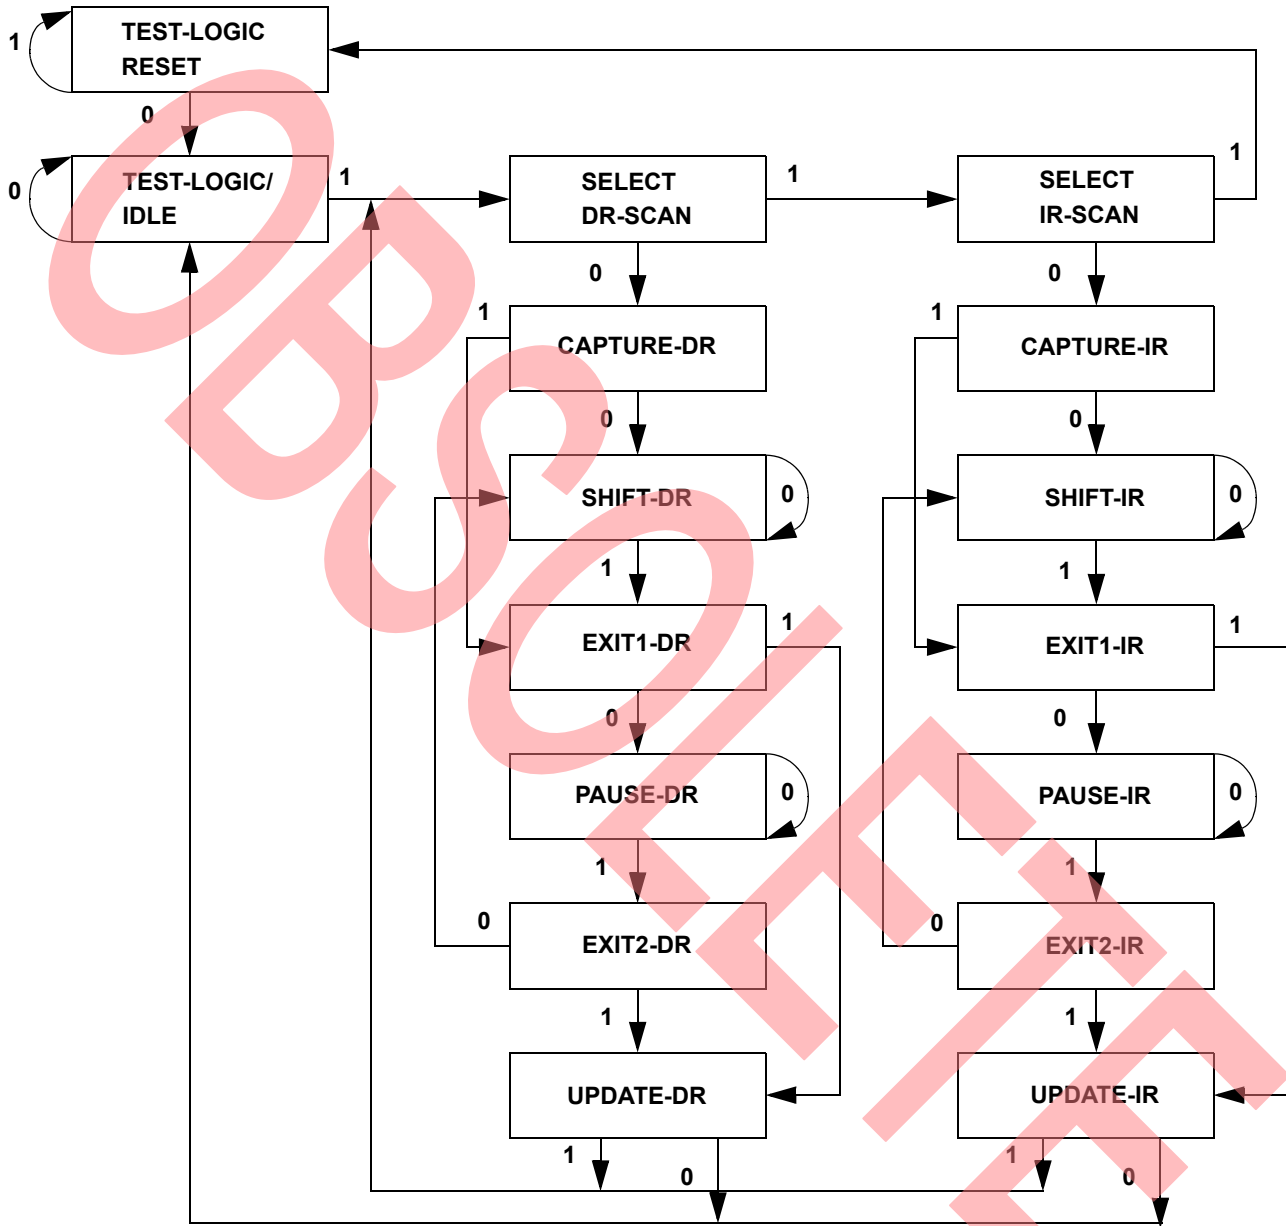 TEST-LOGIC
RESET
1
0
TEST-LOGIC/
IDLE
0
1
SELECT
DR-SCAN
1
SELECT
IR-SCAN
1
0
0
1
CAPTURE-DR
1
CAPTURE-IR
0
0
SHIFT-DR
0
SHIFT-IR
0
1
1
EXIT1-DR
1
EXIT1-IR
1
0
0
PAUSE-DR
0
PAUSE-IR
0
1
1
0
EXIT2-DR
0
EXIT2-IR
1
1
UPDATE-DR
UPDATE-IR
1
0
1
0
OBSOLETE